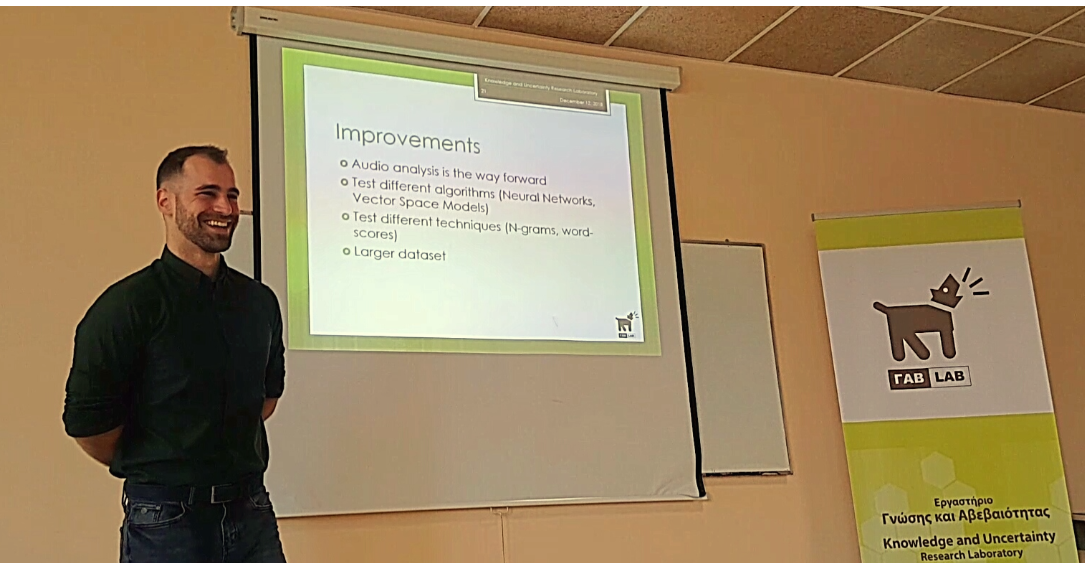 Knowledge and Uncertainty Research Laboratory
December 12, 2018
Improvements
Audio analysis is the way forward
Test different algorithms (Neural Networks,
Vector Space Models)
Test different techniques (N-grams, word-
scores)
Larger dataset
ΓΑΒ LAB
ΓΑΒ LAB
Εργαστήριο
Γνώσης και Αβεβαιότητας
Knowledge and Uncertainty
Research Laboratory